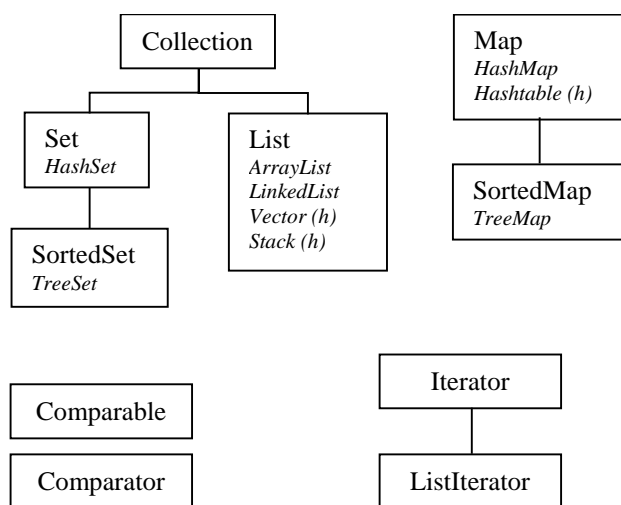 Collection
Map
HashMap
Hashtable (h)
Set
HashSet
List
ArrayList
LinkedList
Vector (h)
Stack (h)
SortedMap
TreeMap
SortedSet
TreeSet
Iterator
Comparable
Comparator
ListIterator